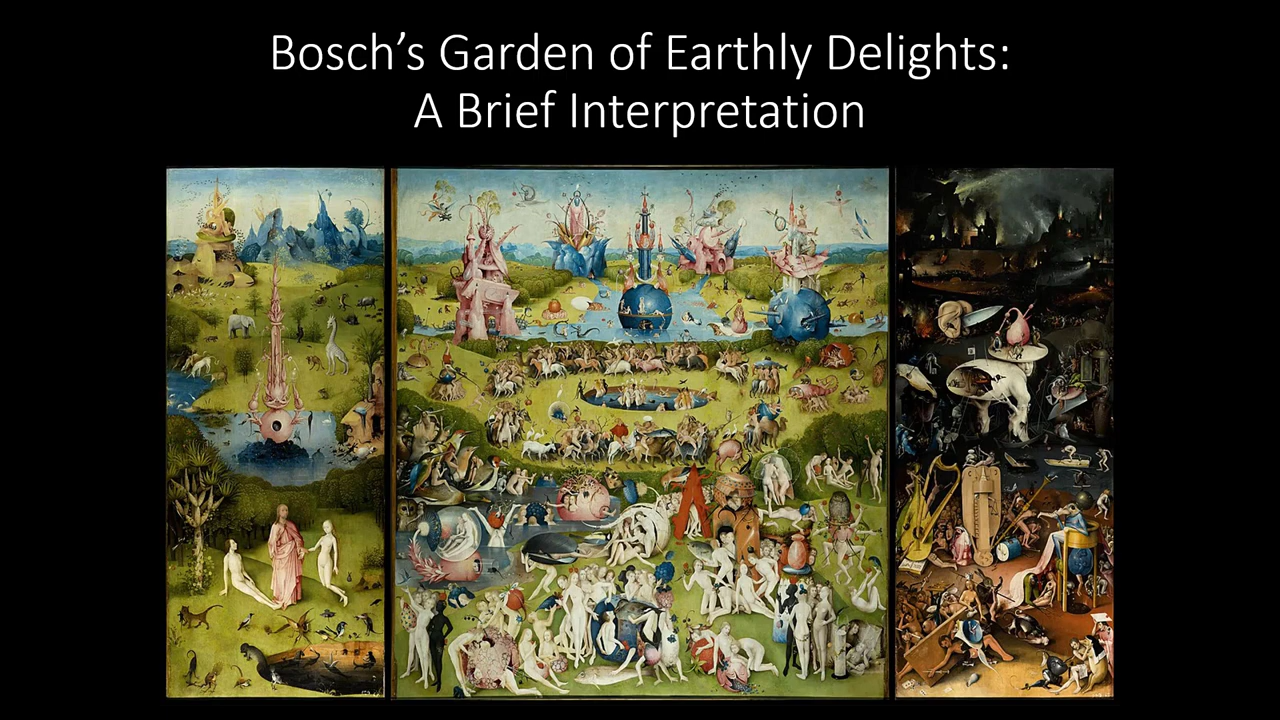 Bosch’s Garden of Earthly Delights:
A Brief Interpretation